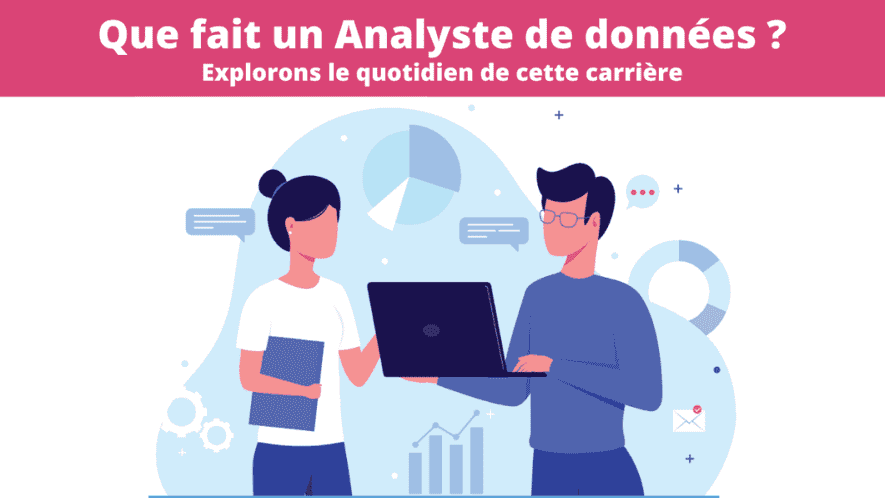 Que fait un Analyste de données ?
Explorons le quotidien de cette carrière